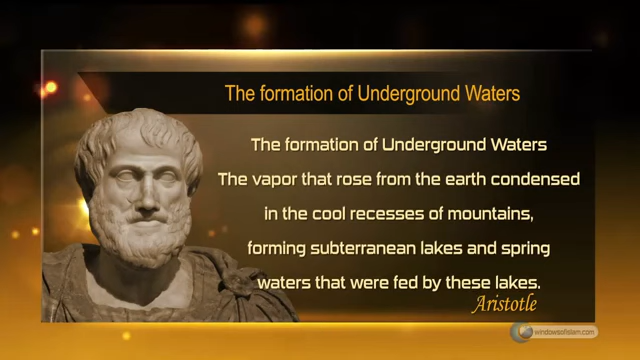 The formation of Underground Waters
The formation of Underground Waters
The vapor that rose from the earth condensed
in the cool recesses of mountains,
forming subterranean lakes and spring
waters that were fed by these lakes.
Aristotle
windowsofislam.com